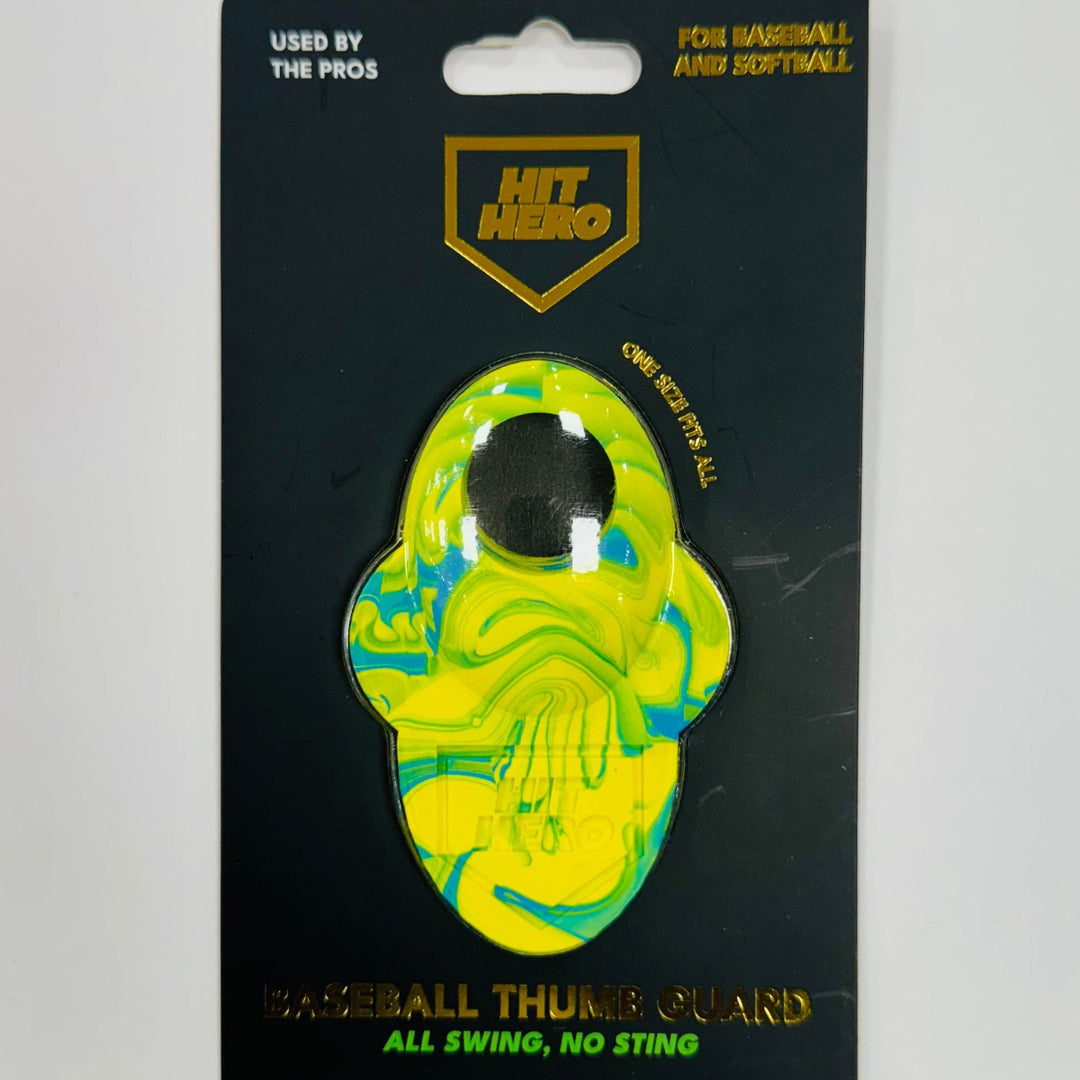 USED BY
THE PROS
FOR BASEBALL
AND SOFTBALL
HIT
HERO
ONE SIZE FITS ALL
HIT
HERO
BASEBALL THUMB GUARD
ALL SWING, NO STING